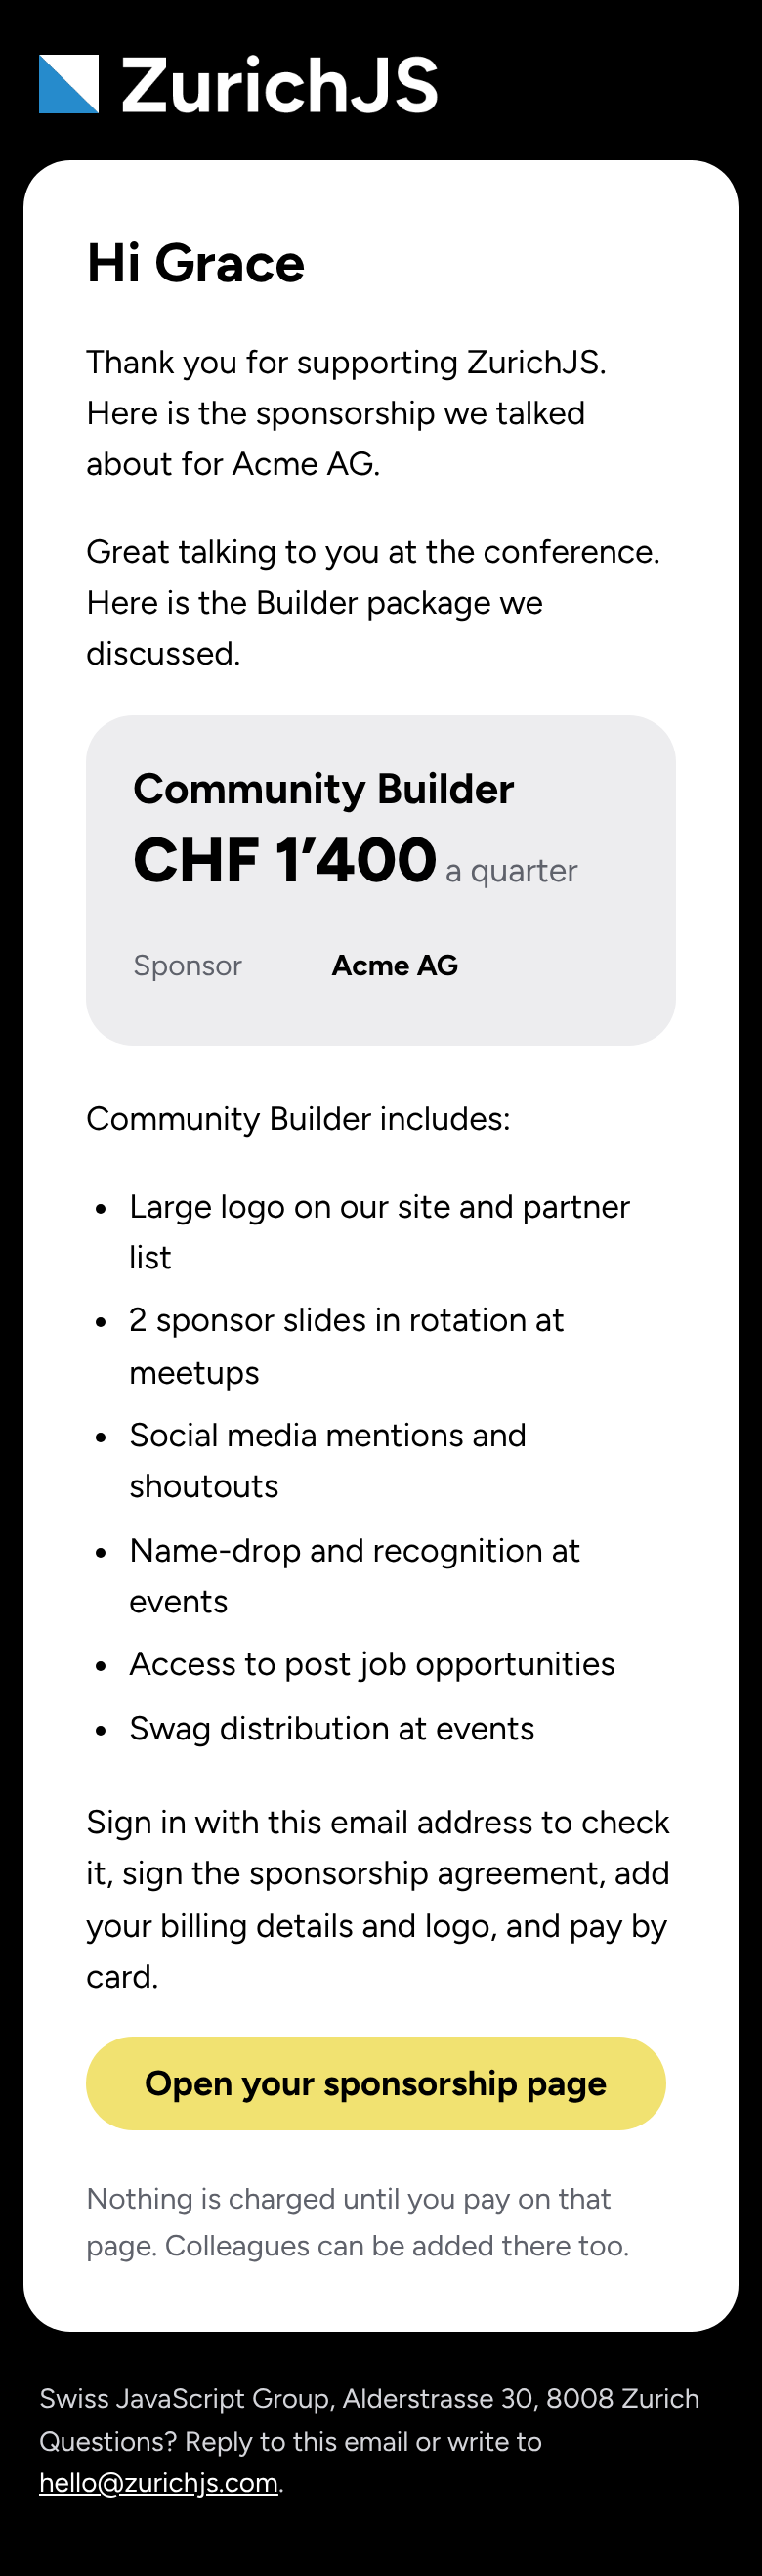 ZurichJS
Hi Grace
Thank you for supporting ZurichJS.
Here is the sponsorship we talked
about for Acme AG.
Great talking to you at the conference.
Here is the Builder package we
discussed.
Community Builder
CHF 1’400 a quarter
Sponsor Acme AG
Community Builder includes:
• Large logo on our site and partner
list
• 2 sponsor slides in rotation at
meetups
• Social media mentions and
shoutouts
• Name-drop and recognition at
events
• Access to post job opportunities
• Swag distribution at events
Sign in with this email address to check
it, sign the sponsorship agreement, add
your billing details and logo, and pay by
card.
Open your sponsorship page
Nothing is charged until you pay on that
page. Colleagues can be added there too.
Swiss JavaScript Group, Alderstrasse 30, 8008 Zurich
Questions? Reply to this email or write to
hello@zurichjs.com.